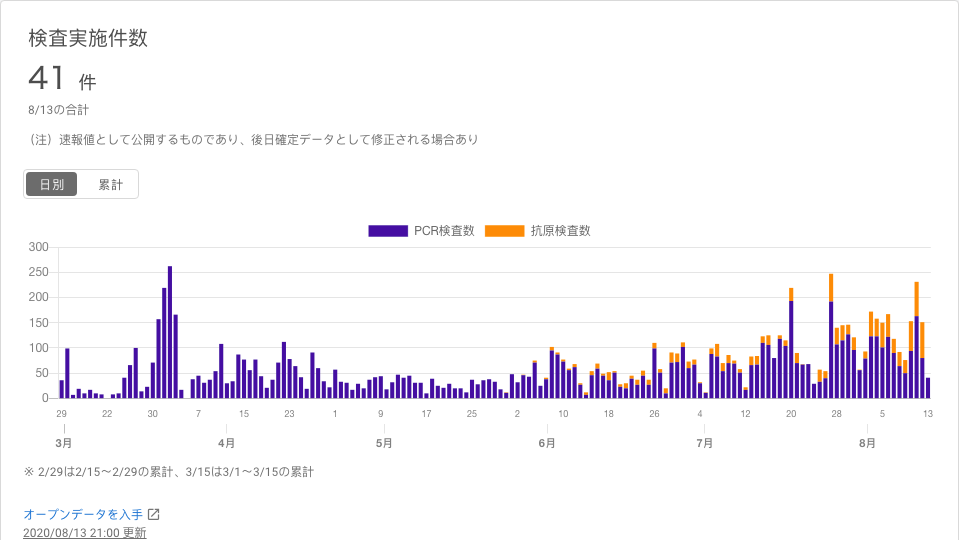 検査実施件数
41 件
8/13の合計
（注）速報値として公開するものであり、後日確定データとして修正される場合あり
日別 累計
PCR検査数 抗原検査数
300
250
200
150
100
50
0
29 22 30 7 15 23 1 9 17 25 2 10 18 26 4 12 20 28 5 13
3月 4月 5月 6月 7月 8月
※ 2/29は2/15〜2/29の累計、3/15は3/1〜3/15の累計
オープンデータを入手
2020/08/13 21:00 更新